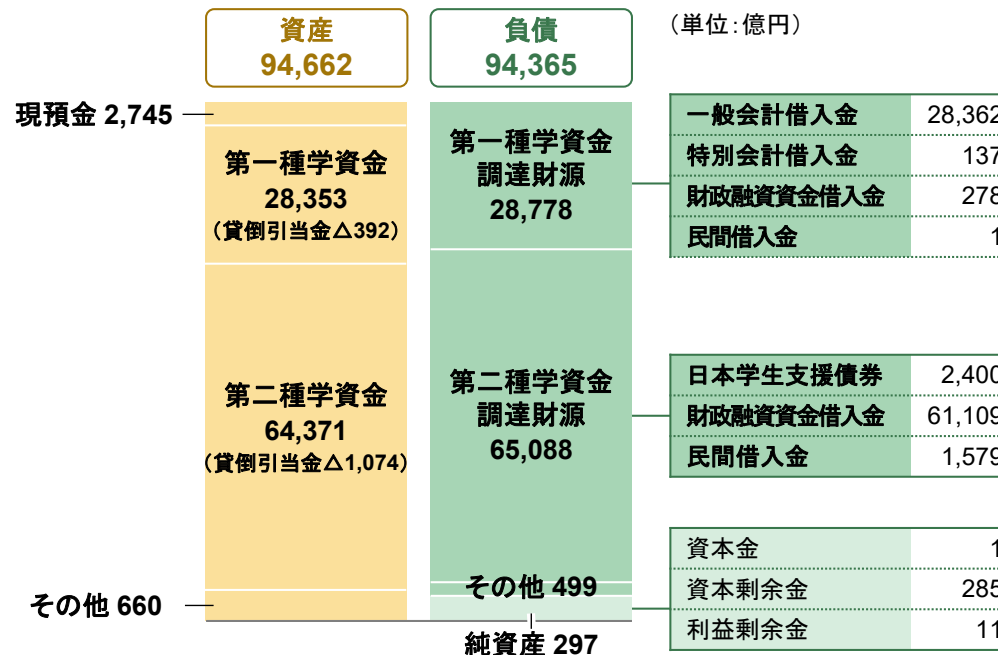 資産
94,662
負債
94,365
（単位：億円）
現預金 2,745
第一種学資金
28,353
（貸倒引当金△392）
第二種学資金
64,371
（貸倒引当金△1,074）
その他 660
第一種学資金
調達財源
28,778
第二種学資金
調達財源
65,088
その他 499
純資産 297
一般会計借入金 28,362
特別会計借入金 137
財政融資資金借入金 278
民間借入金 1
日本学生支援債券 2,400
財政融資資金借入金 61,109
民間借入金 1,579
資本金 1
資本剰余金 285
利益剰余金 11